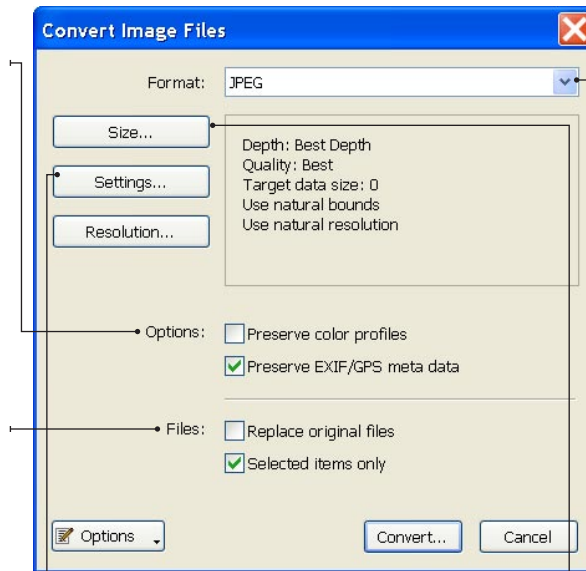 Convert Image Files
Format: JPEG
Size...
Settings...
Resolution...
Depth: Best Depth
Quality: Best
Target data size: 0
Use natural bounds
Use natural resolution
Options: Preserve color profiles
Preserve EXIF/GPS meta data
Files: Replace original files
Selected items only
Options
Convert...
Cancel